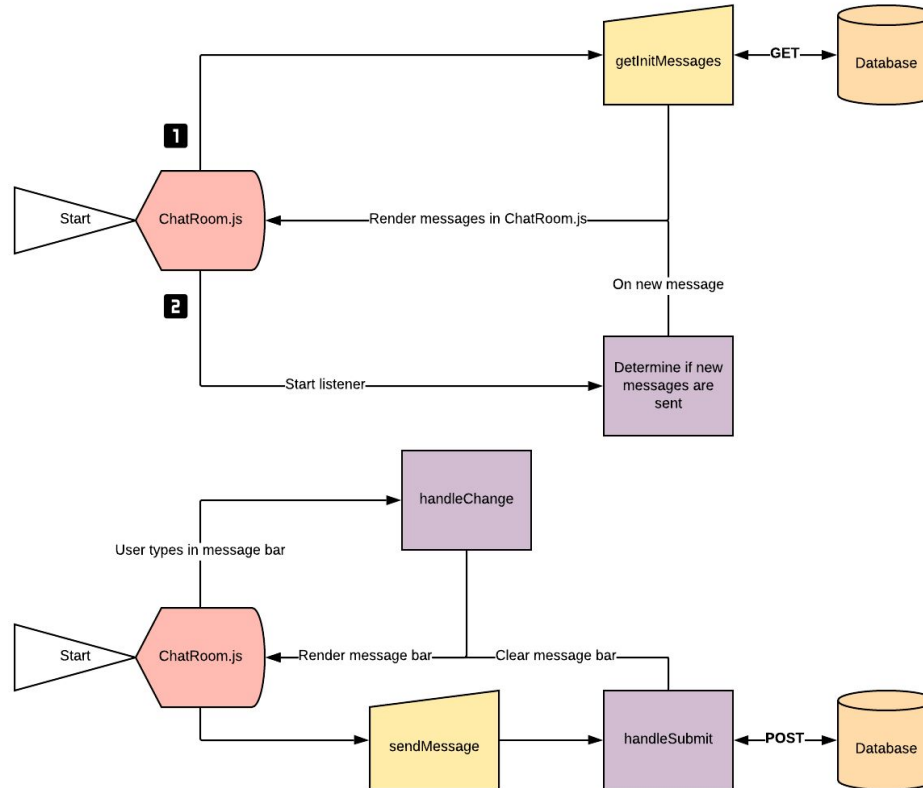 getInitMessages
GET
Database
1
Start
ChatRoom.js
Render messages in ChatRoom.js
2
On new message
Start listener
Determine if new
messages are
sent
handleChange
User types in message bar
Start
ChatRoom.js
Render message bar
Clear message bar
sendMessage
handleSubmit
POST
Database